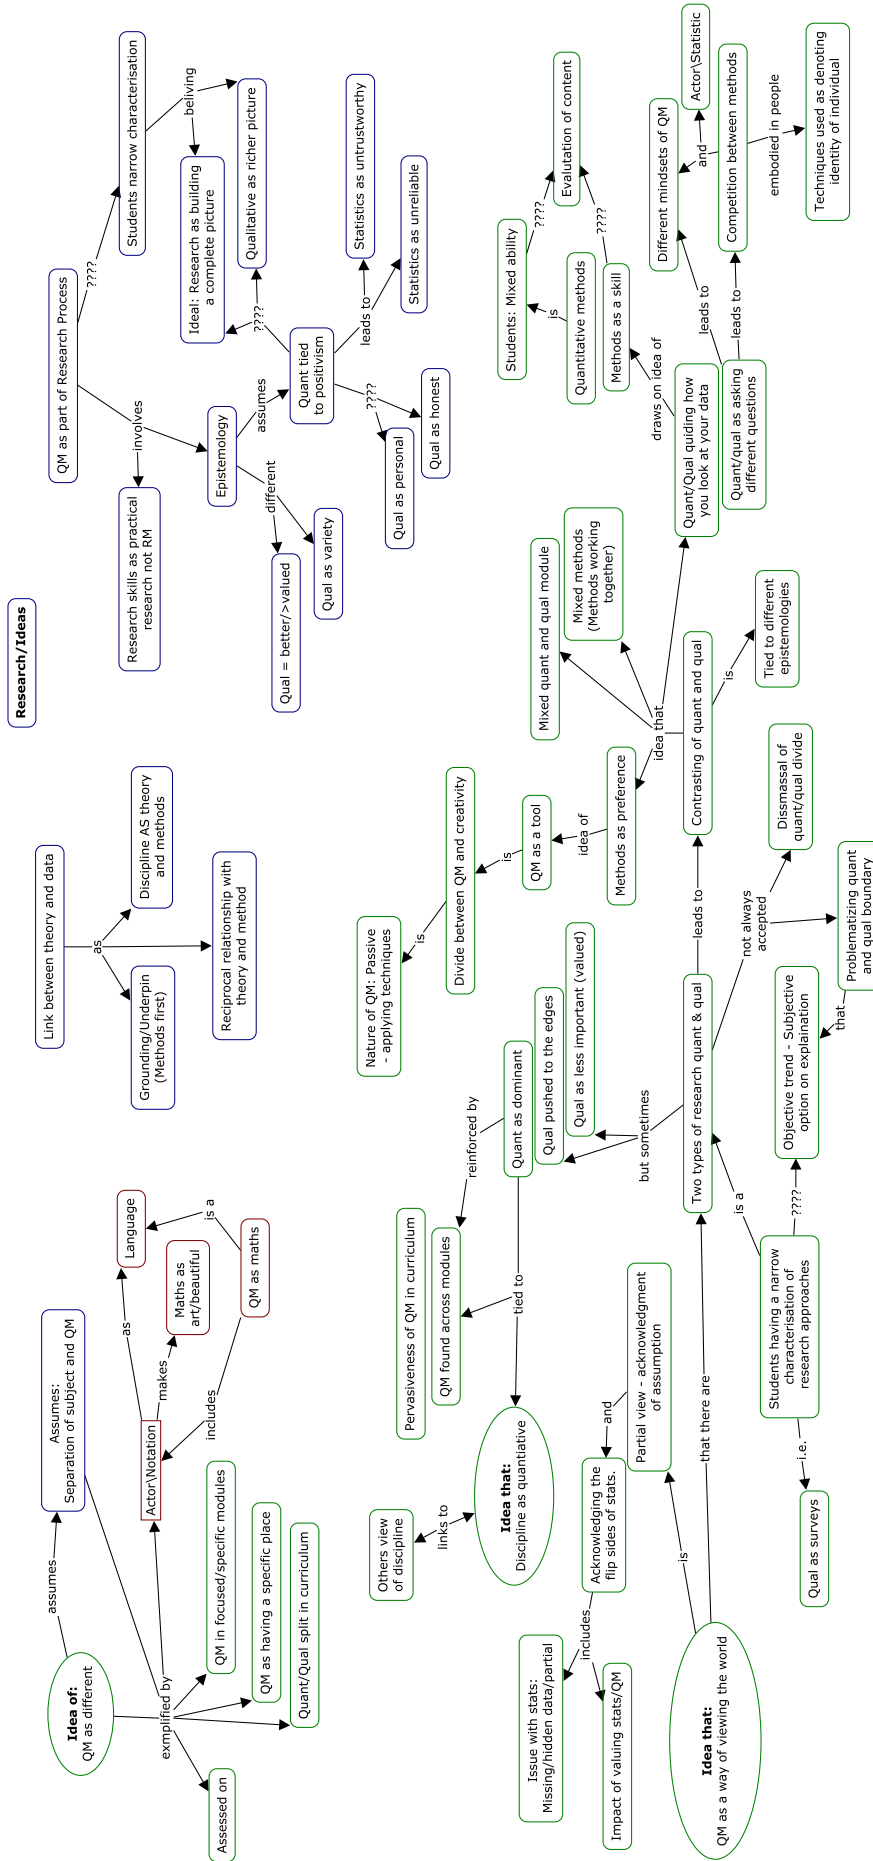 Research/Ideas
QM as part of Research Process
????
Students narrow characterisation
beliving
Ideal: Research as building
a complete picture
Qualitative as richer picture
involves
Research skills as practical
research not RM
Epistemology
assumes
Quant tied
to positivism
????
leads to
Statistics as untrustworthy
Statistics as unreliable
????
Qual as personal
Qual as honest
different
Qual = better/>valued
Qual as variety
Link between theory and data
as
Grounding/Underpin
(Methods first)
Discipline AS theory
and methods
Reciprocal relationship with
theory and method
Idea of:
QM as different
assumes
Assumes:
Separation of subject and QM
exmplified by
Assessed on
Quant/Qual split in curriculum
QM as having a specific place
QM in focused/specific modules
Actor\Notation
as
Language
makes
Maths as
art/beautiful
is a
QM as maths
includes
Others view
of discipline
links to
Idea that:
Discipline as quantiative
tied to
Pervasiveness of QM in curriculum
QM found across modules
reinforced by
Quant as dominant
Qual pushed to the edges
Qual as less important (valued)
but sometimes
Nature of QM: Passive
- applying techniques
is
Divide between QM and creativity
is
QM as a tool
idea of
Methods as preference
idea that
Mixed quant and qual module
Mixed methods
(Methods working
together)
Contrasting of quant and qual
is
Tied to different
epistemologies
Quant/Qual quiding how
you look at your data
draws on idea of
Methods as a skill
????
Quantitative methods
is
Students: Mixed ability
????
Evalutation of content
Quant/qual as asking
different questions
leads to
leads to
Different mindsets of QM
and
Actor\Statistic
Competition between methods
embodied in people
Techniques used as denoting
identity of individual
Idea that:
QM as a way of viewing the world
is
Partial view - acknowledgment
of assumption
and
Acknowledging the
flip sides of stats.
includes
Issue with stats:
Missing/hidden data/partial
Impact of valuing stats/QM
that there are
Two types of research quant & qual
leads to
not always
accepted
Dissmassal of
quant/qual divide
Problematizing quant
and qual boundary
that
Objective trend - Subjective
option on explaination
????
is a
Students having a narrow
characterisation of
research approaches
i.e.
Qual as surveys